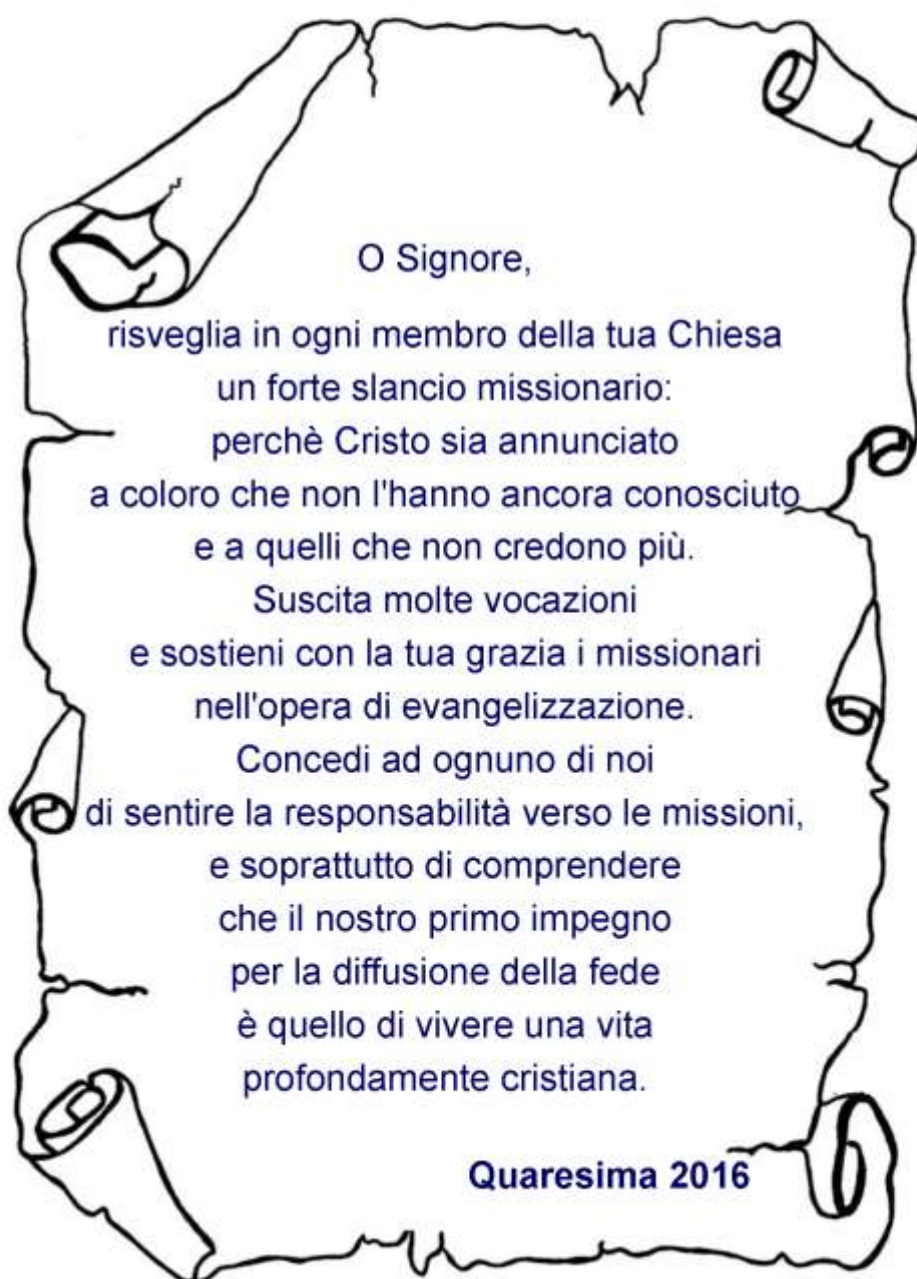 O Signore,
risveglia in ogni membro della tua Chiesa
un forte slancio missionario:
perchè Cristo sia annunciato
a coloro che non l'hanno ancora conosciuto
e a quelli che non credono più.
Suscita molte vocazioni
e sostieni con la tua grazia i missionari
nell'opera di evangelizzazione.
Concedi ad ognuno di noi
di sentire la responsabilità verso le missioni,
e soprattutto di comprendere
che il nostro primo impegno
per la diffusione della fede
è quello di vivere una vita
profondamente cristiana.
Quaresima 2016